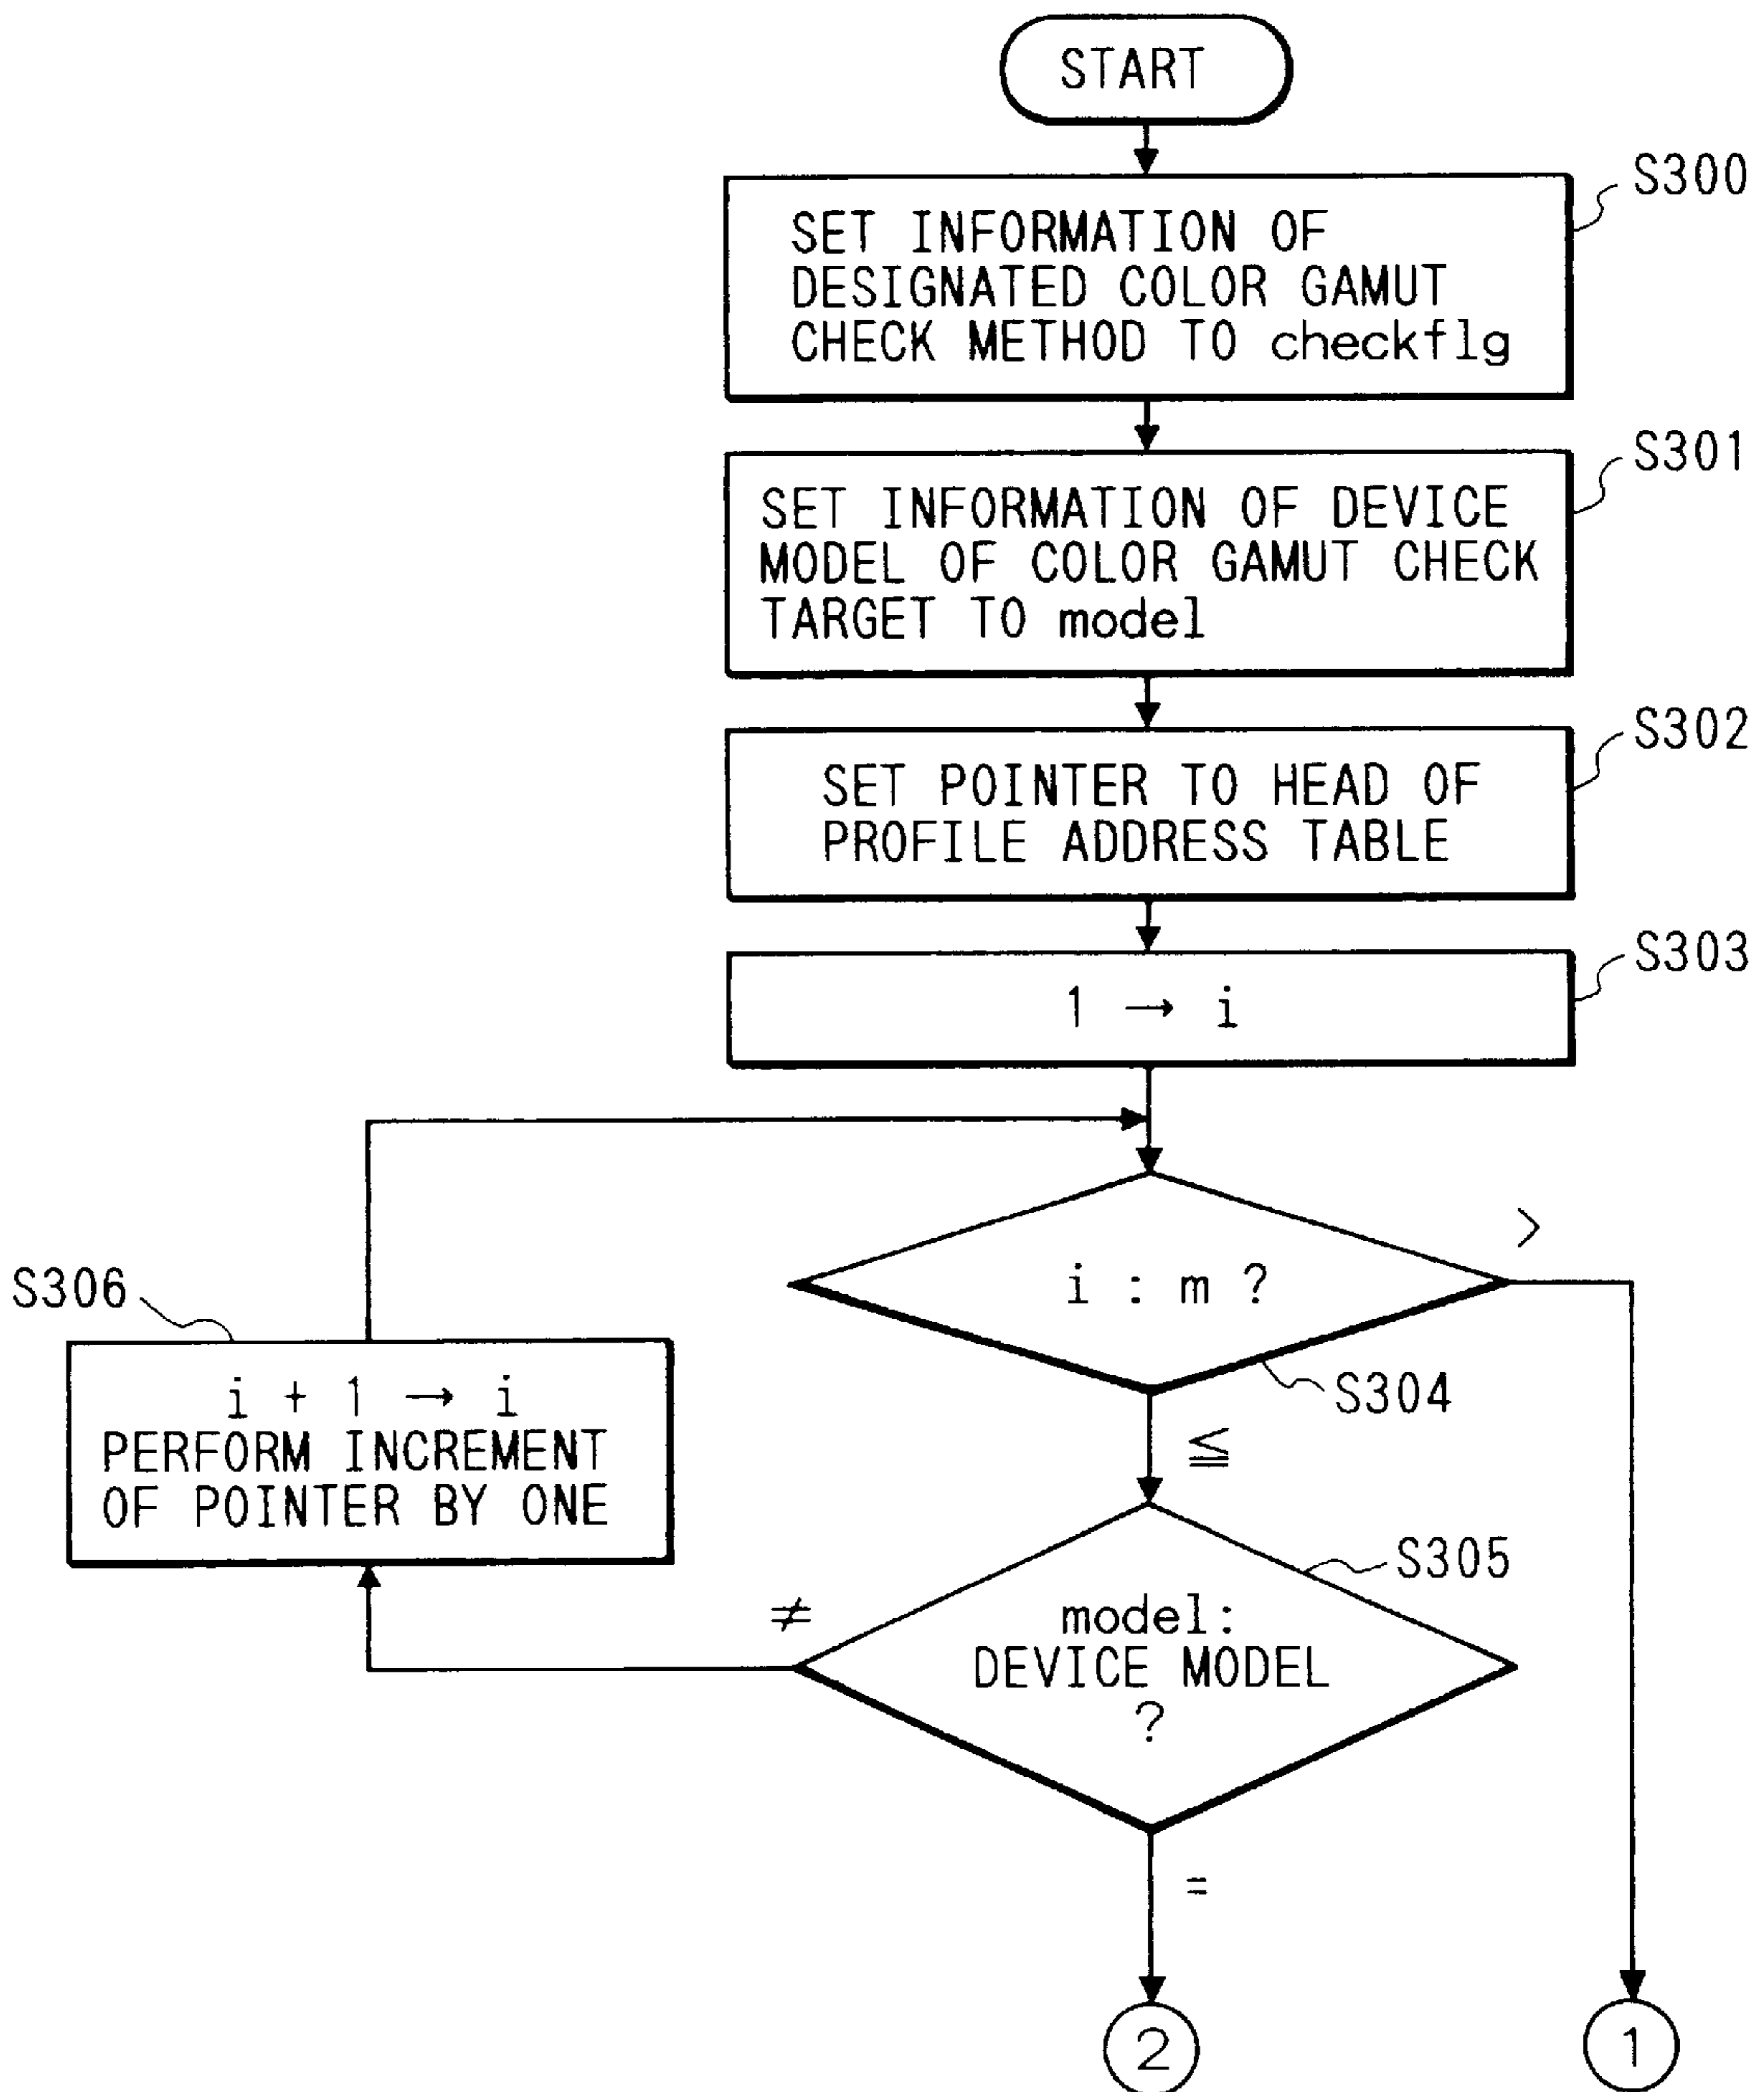 START
S300
SET INFORMATION OF
DESIGNATED COLOR GAMUT
CHECK METHOD TO checkflg
S301
SET INFORMATION OF DEVICE
MODEL OF COLOR GAMUT CHECK
TARGET TO model
S302
SET POINTER TO HEAD OF
PROFILE ADDRESS TABLE
S303
1 → i
>
i : m ?
S304
≦
S306
i + 1 → i
PERFORM INCREMENT
OF POINTER BY ONE
S305
≠
model:
DEVICE MODEL
?
=
2
1